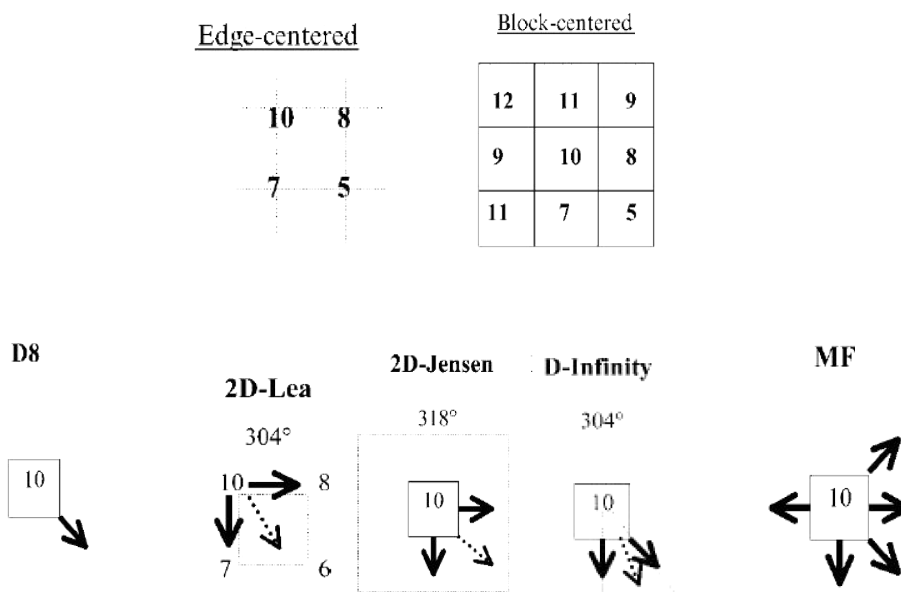 Edge-centered
Block-centered
10 8
7 5
12 11 9
9 10 8
11 7 5
D8
2D-Lea
2D-Jensen
D-Infinity
MF
304°
318°
304°
10
10 8
7 6
10
10
10